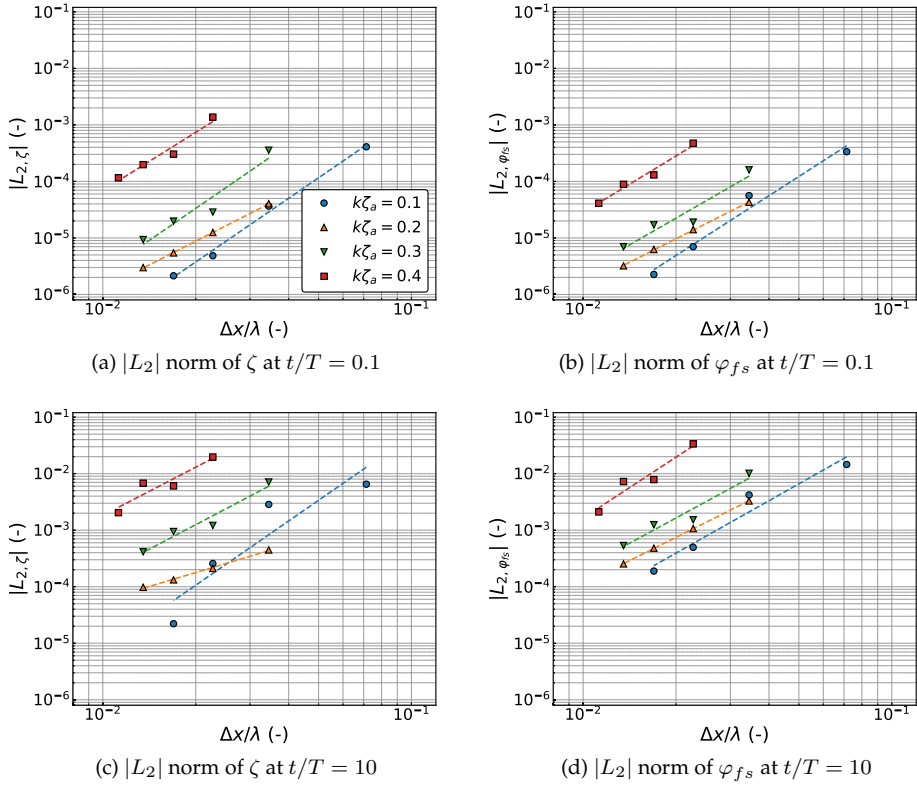 10⁻¹
10⁻²
10⁻³
10⁻⁴
10⁻⁵
10⁻⁶
|L₂,ζ| (-)
kζₐ = 0.1
kζₐ = 0.2
kζₐ = 0.3
kζₐ = 0.4
10⁻² 10⁻¹
Δx/λ (-)
(a) |L₂| norm of ζ at t/T = 0.1
10⁻¹
10⁻²
10⁻³
10⁻⁴
10⁻⁵
10⁻⁶
|L₂,φfs| (-)
10⁻² 10⁻¹
Δx/λ (-)
(b) |L₂| norm of φfs at t/T = 0.1
10⁻¹
10⁻²
10⁻³
10⁻⁴
10⁻⁵
10⁻⁶
|L₂,ζ| (-)
10⁻² 10⁻¹
Δx/λ (-)
(c) |L₂| norm of ζ at t/T = 10
10⁻¹
10⁻²
10⁻³
10⁻⁴
10⁻⁵
10⁻⁶
|L₂,φfs| (-)
10⁻² 10⁻¹
Δx/λ (-)
(d) |L₂| norm of φfs at t/T = 10